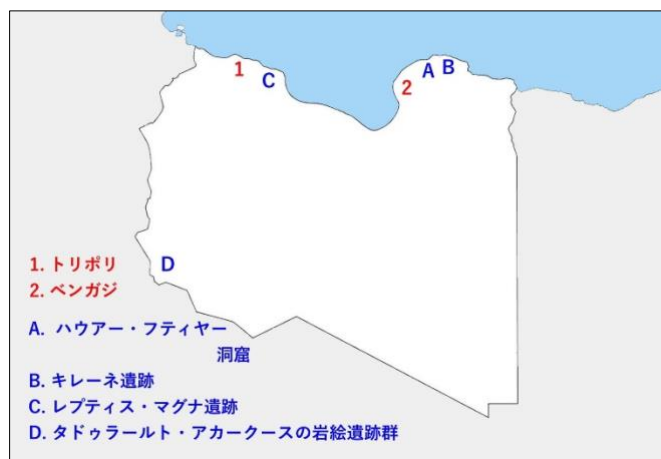 1
C
A B
2
D
1. トリポリ
2. ベンガジ
A. ハウアー・フティヤー
洞窟
B. キレーネ遺跡
C. レプティス・マグナ遺跡
D. タドゥラールト・アカークースの岩絵遺跡群